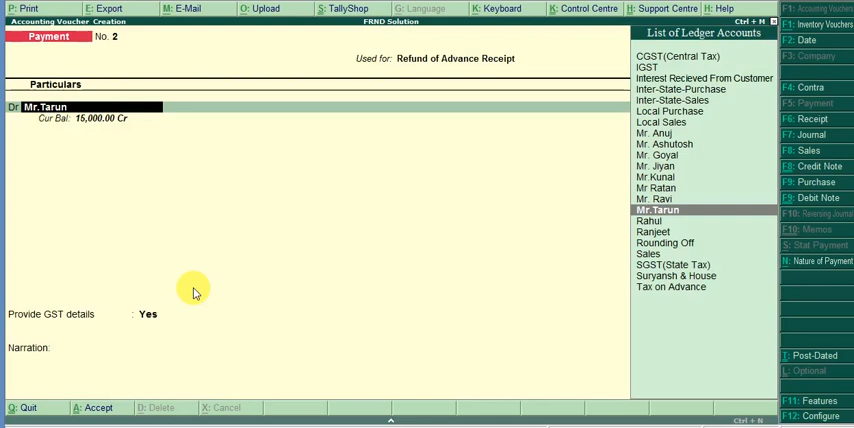 P: Print E: Export M: E-Mail O: Upload S: TallyShop G: Language K: Keyboard K: Control Centre H: Support Centre H: Help
Accounting Voucher Creation FRND Solution Ctrl + M
Payment No. 2
Used for: Refund of Advance Receipt
Particulars
Dr Mr.Tarun
Cur Bal: 15,000.00 Cr
Provide GST details : Yes
Narration:
List of Ledger Accounts
CGST(Central Tax)
IGST
Interest Recieved From Customer
Inter-State-Purchase
Inter-State-Sales
Local Purchase
Local Sales
Mr. Anuj
Mr. Ashutosh
Mr. Goyal
Mr. Jiyan
Mr.Kunal
Mr Ratan
Mr. Ravi
Mr.Tarun
Rahul
Ranjeet
Rounding Off
Sales
SGST(State Tax)
Suryansh & House
Tax on Advance
F1: Accounting Vouchers
F1: Inventory Vouchers
F2: Date
F3: Company
F4: Contra
F5: Payment
F6: Receipt
F7: Journal
F8: Sales
F8: Credit Note
F9: Purchase
F9: Debit Note
F10: Reversing Journal
F10: Memos
S: Stat Payment
N: Nature of Payment
T: Post-Dated
L: Optional
F11: Features
F12: Configure
Q: Quit A: Accept D: Delete X: Cancel
Ctrl + N